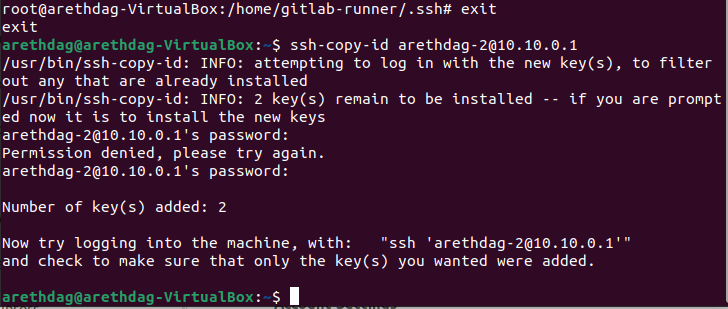 root@arethdag-VirtualBox:/home/gitlab-runner/.ssh# exit
exit
arethdag@arethdag-VirtualBox:~$ ssh-copy-id arethdag-2@10.10.0.1
/usr/bin/ssh-copy-id: INFO: attempting to log in with the new key(s), to filter
out any that are already installed
/usr/bin/ssh-copy-id: INFO: 2 key(s) remain to be installed -- if you are prompt
ed now it is to install the new keys
arethdag-2@10.10.0.1's password:
Permission denied, please try again.
arethdag-2@10.10.0.1's password:
Number of key(s) added: 2
Now try logging into the machine, with:   "ssh 'arethdag-2@10.10.0.1'"
and check to make sure that only the key(s) you wanted were added.
arethdag@arethdag-VirtualBox:~$